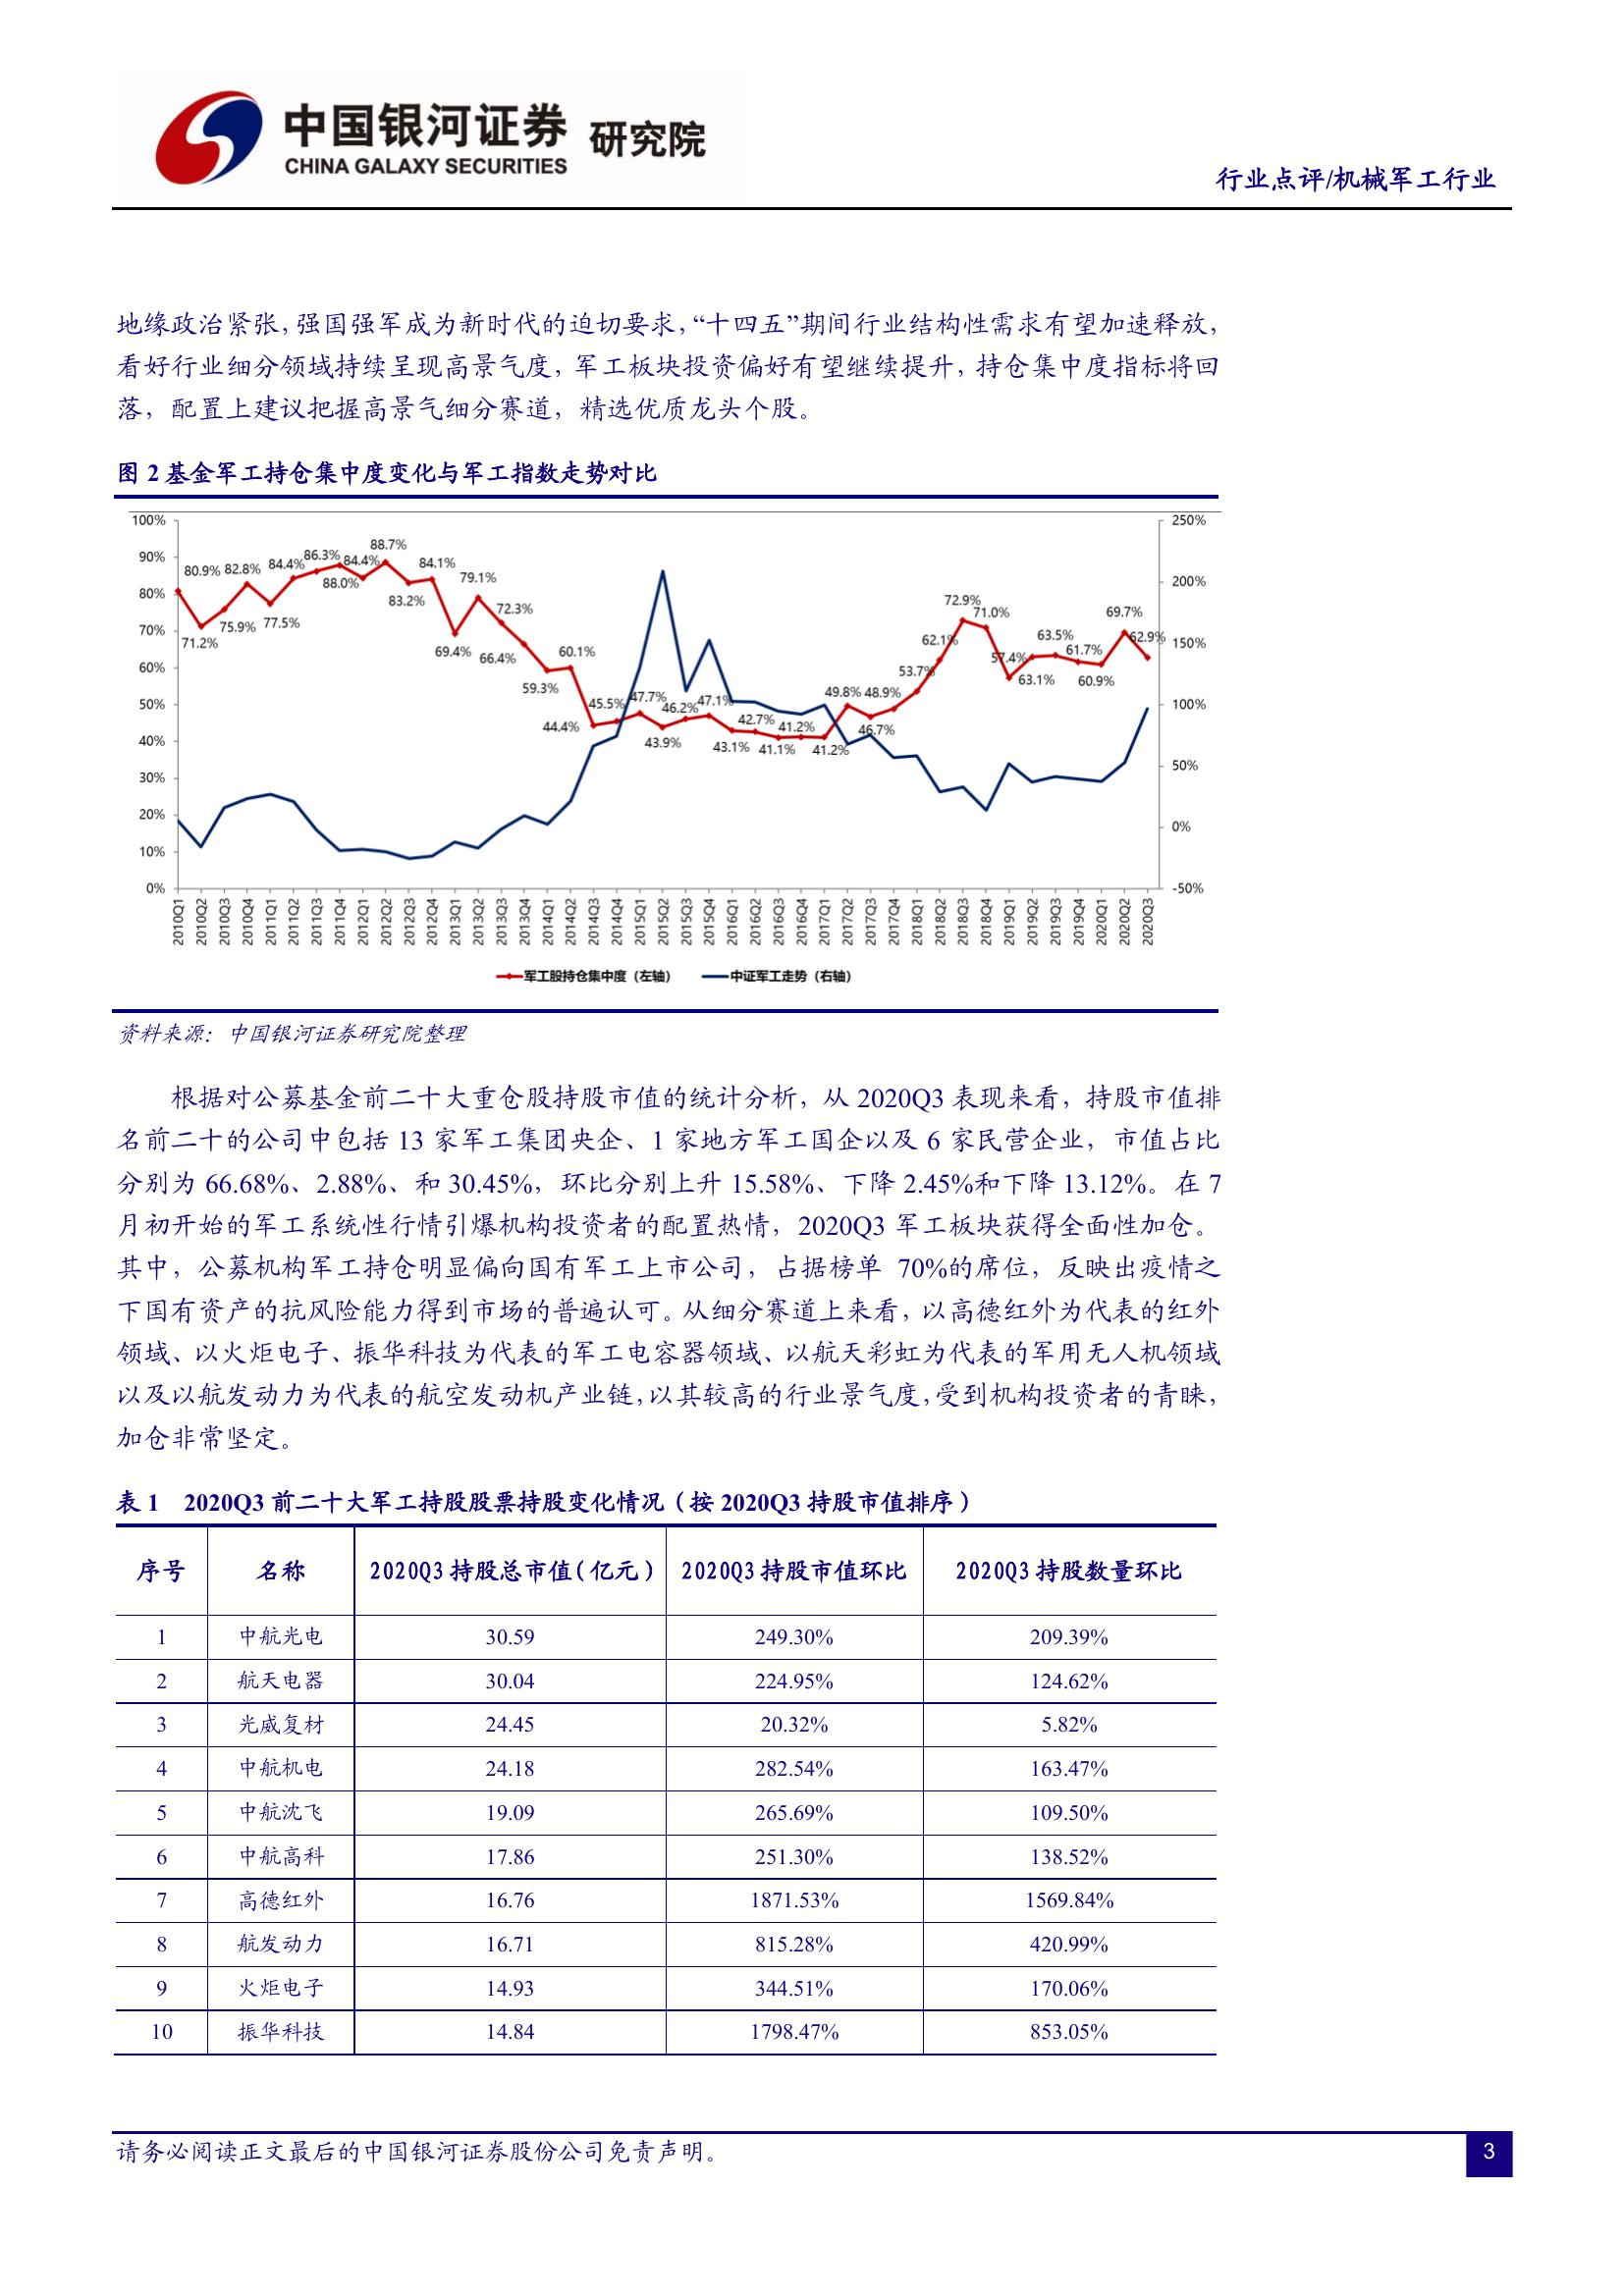 中国银河证券 研究院
CHINA GALAXY SECURITIES
行业点评/机械军工行业
地缘政治紧张，强国强军成为新时代的迫切要求，“十四五”期间行业结构性需求有望加速释放，
看好行业细分领域持续呈现高景气度，军工板块投资偏好有望继续提升，持仓集中度指标将回
落，配置上建议把握高景气细分赛道，精选优质龙头个股。
图 2 基金军工持仓集中度变化与军工指数走势对比
100% 90% 80% 70% 60% 50% 40% 30% 20% 10% 0%
80.9% 71.2% 75.9% 82.8% 77.5% 84.4% 86.3% 88.0% 84.4% 88.7% 83.2% 84.1% 69.4% 79.1% 72.3% 66.4% 59.3% 60.1% 44.4% 45.5% 47.7% 43.9% 46.2% 47.1% 43.1% 42.7% 41.1% 41.2% 41.2% 49.8% 46.7% 48.9% 53.7% 62.1% 72.9% 71.0% 57.4% 63.1% 63.5% 61.7% 60.9% 69.7% 62.9%
250% 200% 150% 100% 50% 0% -50%
2010Q1 2010Q2 2010Q3 2010Q4 2011Q1 2011Q2 2011Q3 2011Q4 2012Q1 2012Q2 2012Q3 2012Q4 2013Q1 2013Q2 2013Q3 2013Q4 2014Q1 2014Q2 2014Q3 2014Q4 2015Q1 2015Q2 2015Q3 2015Q4 2016Q1 2016Q2 2016Q3 2016Q4 2017Q1 2017Q2 2017Q3 2017Q4 2018Q1 2018Q2 2018Q3 2018Q4 2019Q1 2019Q2 2019Q3 2019Q4 2020Q1 2020Q2 2020Q3
军工股持仓集中度（左轴） 中证军工走势（右轴）
资料来源：中国银河证券研究院整理
根据对公募基金前二十大重仓股持股市值的统计分析，从 2020Q3 表现来看，持股市值排
名前二十的公司中包括 13 家军工集团央企、1 家地方军工国企以及 6 家民营企业，市值占比
分别为 66.68%、2.88%、和 30.45%，环比分别上升 15.58%、下降 2.45%和下降 13.12%。在 7
月初开始的军工系统性行情引爆机构投资者的配置热情，2020Q3 军工板块获得全面性加仓。
其中，公募机构军工持仓明显偏向国有军工上市公司，占据榜单 70%的席位，反映出疫情之
下国有资产的抗风险能力得到市场的普遍认可。从细分赛道上来看，以高德红外为代表的红外
领域、以火炬电子、振华科技为代表的军工电容器领域、以航天彩虹为代表的军用无人机领域
以及以航发动力为代表的航空发动机产业链，以其较高的行业景气度，受到机构投资者的青睐，
加仓非常坚定。
表 1 2020Q3 前二十大军工持股股票持股变化情况（按 2020Q3 持股市值排序）
序号 名称 2020Q3 持股总市值（亿元） 2020Q3 持股市值环比 2020Q3 持股数量环比
1 中航光电 30.59 249.30% 209.39%
2 航天电器 30.04 224.95% 124.62%
3 光威复材 24.45 20.32% 5.82%
4 中航机电 24.18 282.54% 163.47%
5 中航沈飞 19.09 265.69% 109.50%
6 中航高科 17.86 251.30% 138.52%
7 高德红外 16.76 1871.53% 1569.84%
8 航发动力 16.71 815.28% 420.99%
9 火炬电子 14.93 344.51% 170.06%
10 振华科技 14.84 1798.47% 853.05%
请务必阅读正文最后的中国银河证券股份公司免责声明。
3